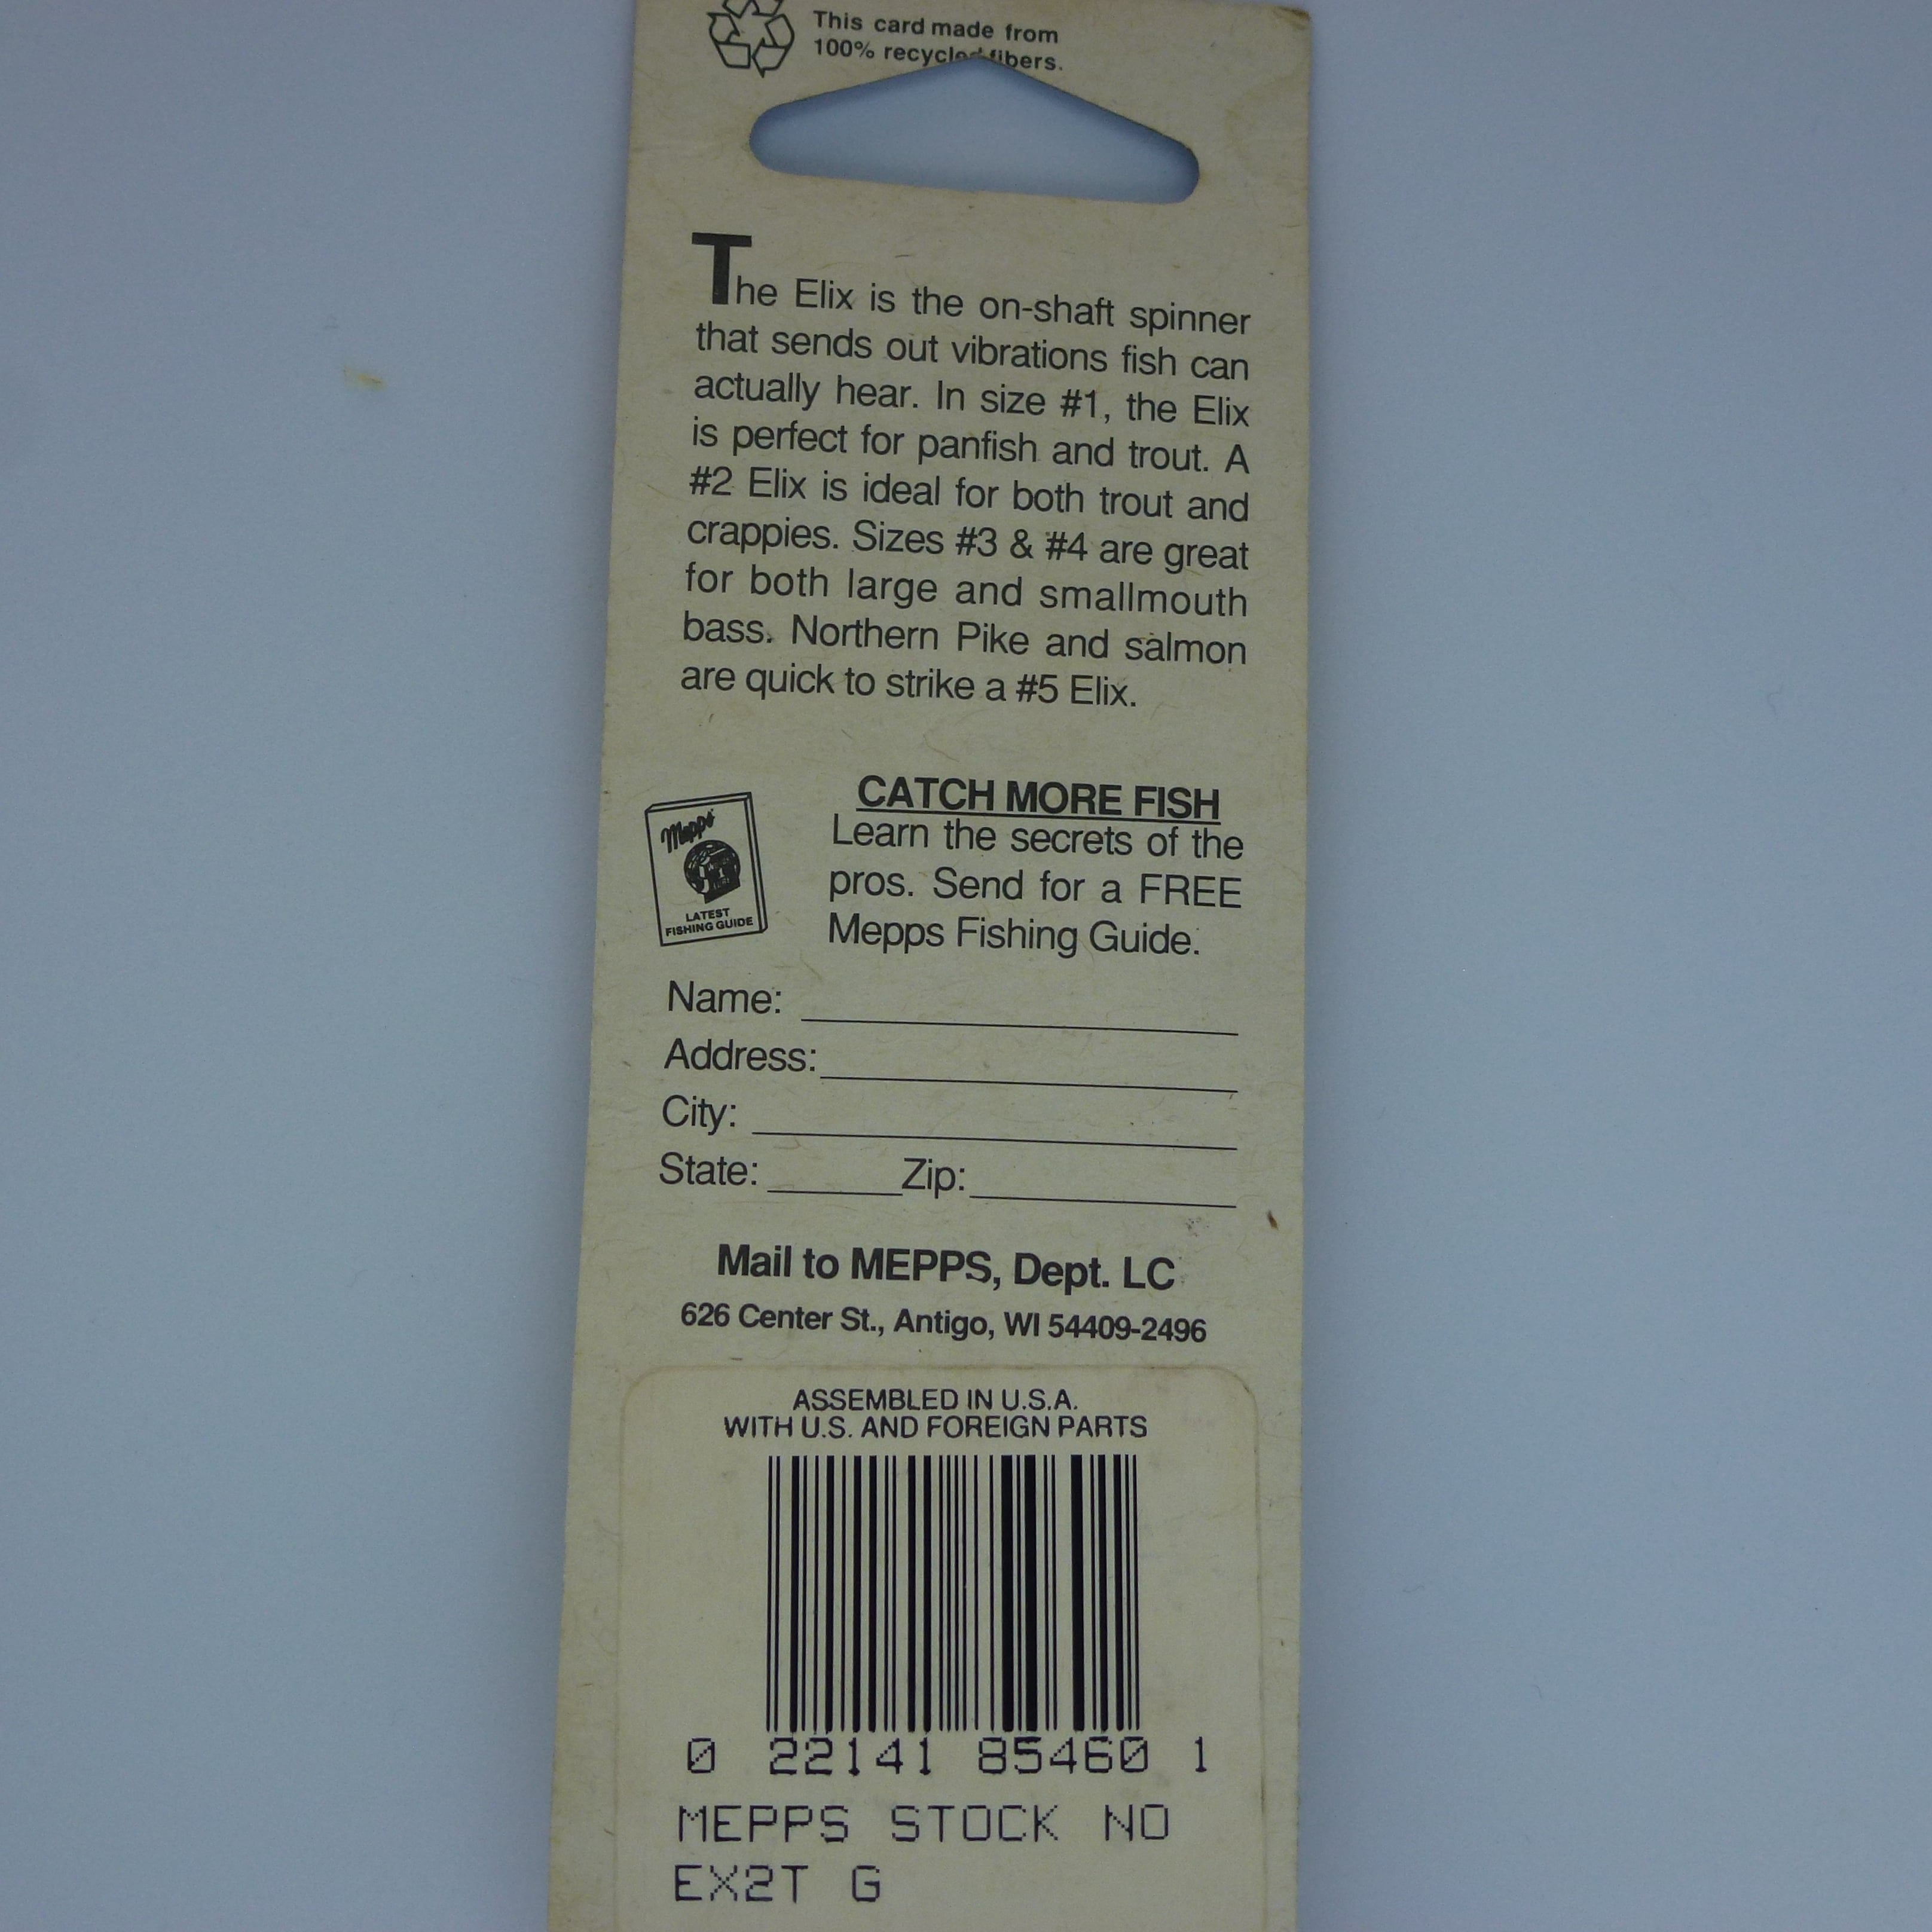 This card made from
100% recycled fibers.
The Elix is the on-shaft spinner
that sends out vibrations fish can
actually hear. In size #1, the Elix
is perfect for panfish and trout. A
#2 Elix is ideal for both trout and
crappies. Sizes #3 & #4 are great
for both large and smallmouth
bass. Northern Pike and salmon
are quick to strike a #5 Elix.
Mepps
LATEST
FISHING GUIDE
CATCH MORE FISH
Learn the secrets of the
pros. Send for a FREE
Mepps Fishing Guide.
Name:
Address:
City:
State: Zip:
Mail to MEPPS, Dept. LC
626 Center St., Antigo, WI 54409-2496
ASSEMBLED IN U.S.A.
WITH U.S. AND FOREIGN PARTS
0 22141 85460 1
MEPPS STOCK NO
EX2T G